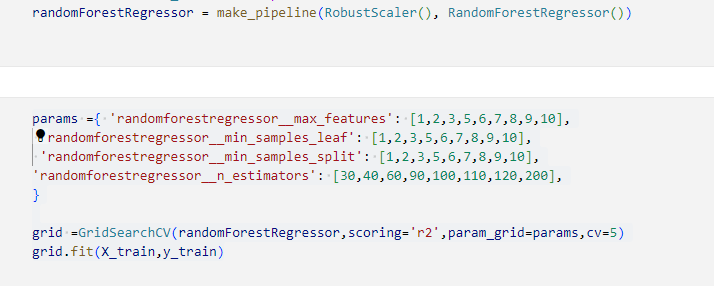 randomForestRegressor = make_pipeline(RobustScaler(), RandomForestRegressor())
params ={ 'randomforestregressor__max_features': [1,2,3,5,6,7,8,9,10],
'randomforestregressor__min_samples_leaf': [1,2,3,5,6,7,8,9,10],
'randomforestregressor__min_samples_split': [1,2,3,5,6,7,8,9,10],
'randomforestregressor__n_estimators': [30,40,60,90,100,110,120,200],
}
grid =GridSearchCV(randomForestRegressor,scoring='r2',param_grid=params,cv=5)
grid.fit(X_train,y_train)